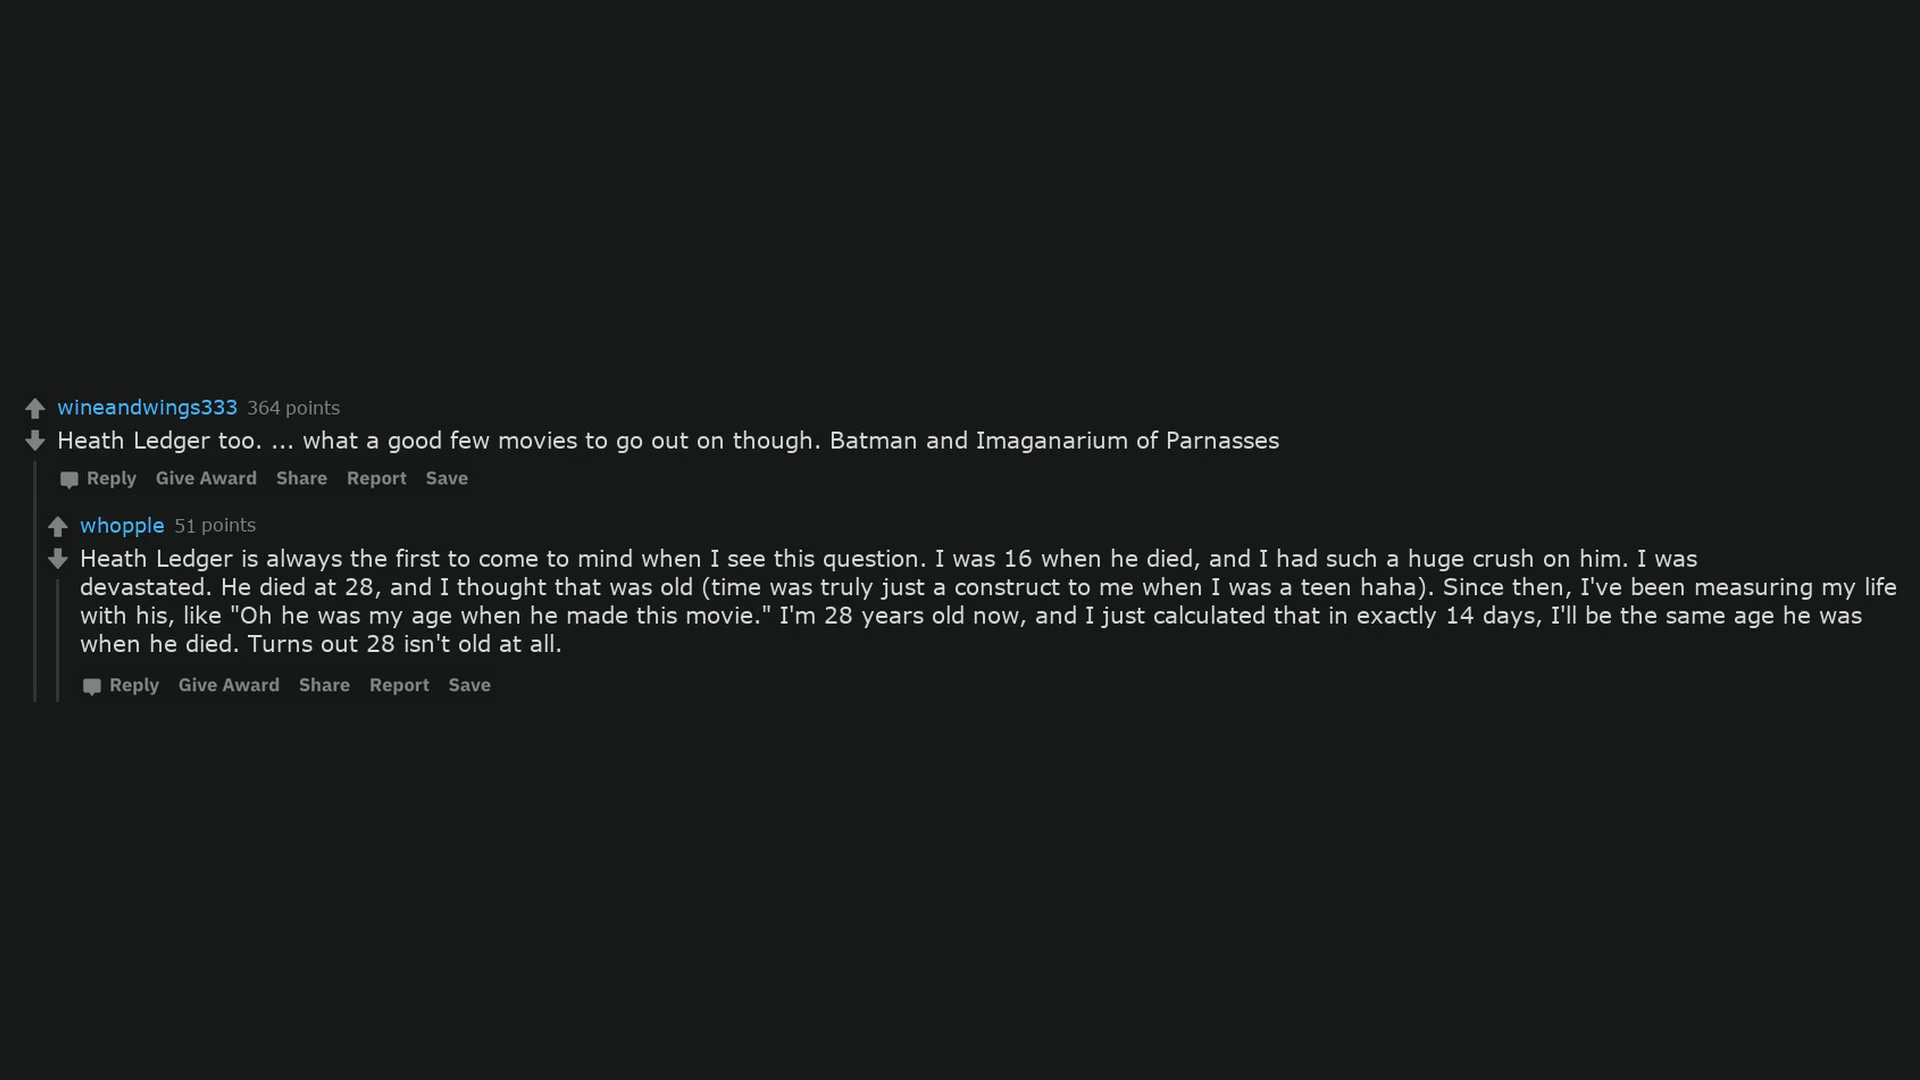 wineandwings333 364 points
Heath Ledger too. ... what a good few movies to go out on though. Batman and Imaganarium of Parnasses
Reply Give Award Share Report Save
whopple 51 points
Heath Ledger is always the first to come to mind when I see this question. I was 16 when he died, and I had such a huge crush on him. I was
devastated. He died at 28, and I thought that was old (time was truly just a construct to me when I was a teen haha). Since then, I've been measuring my life
with his, like "Oh he was my age when he made this movie." I'm 28 years old now, and I just calculated that in exactly 14 days, I'll be the same age he was
when he died. Turns out 28 isn't old at all.
Reply Give Award Share Report Save